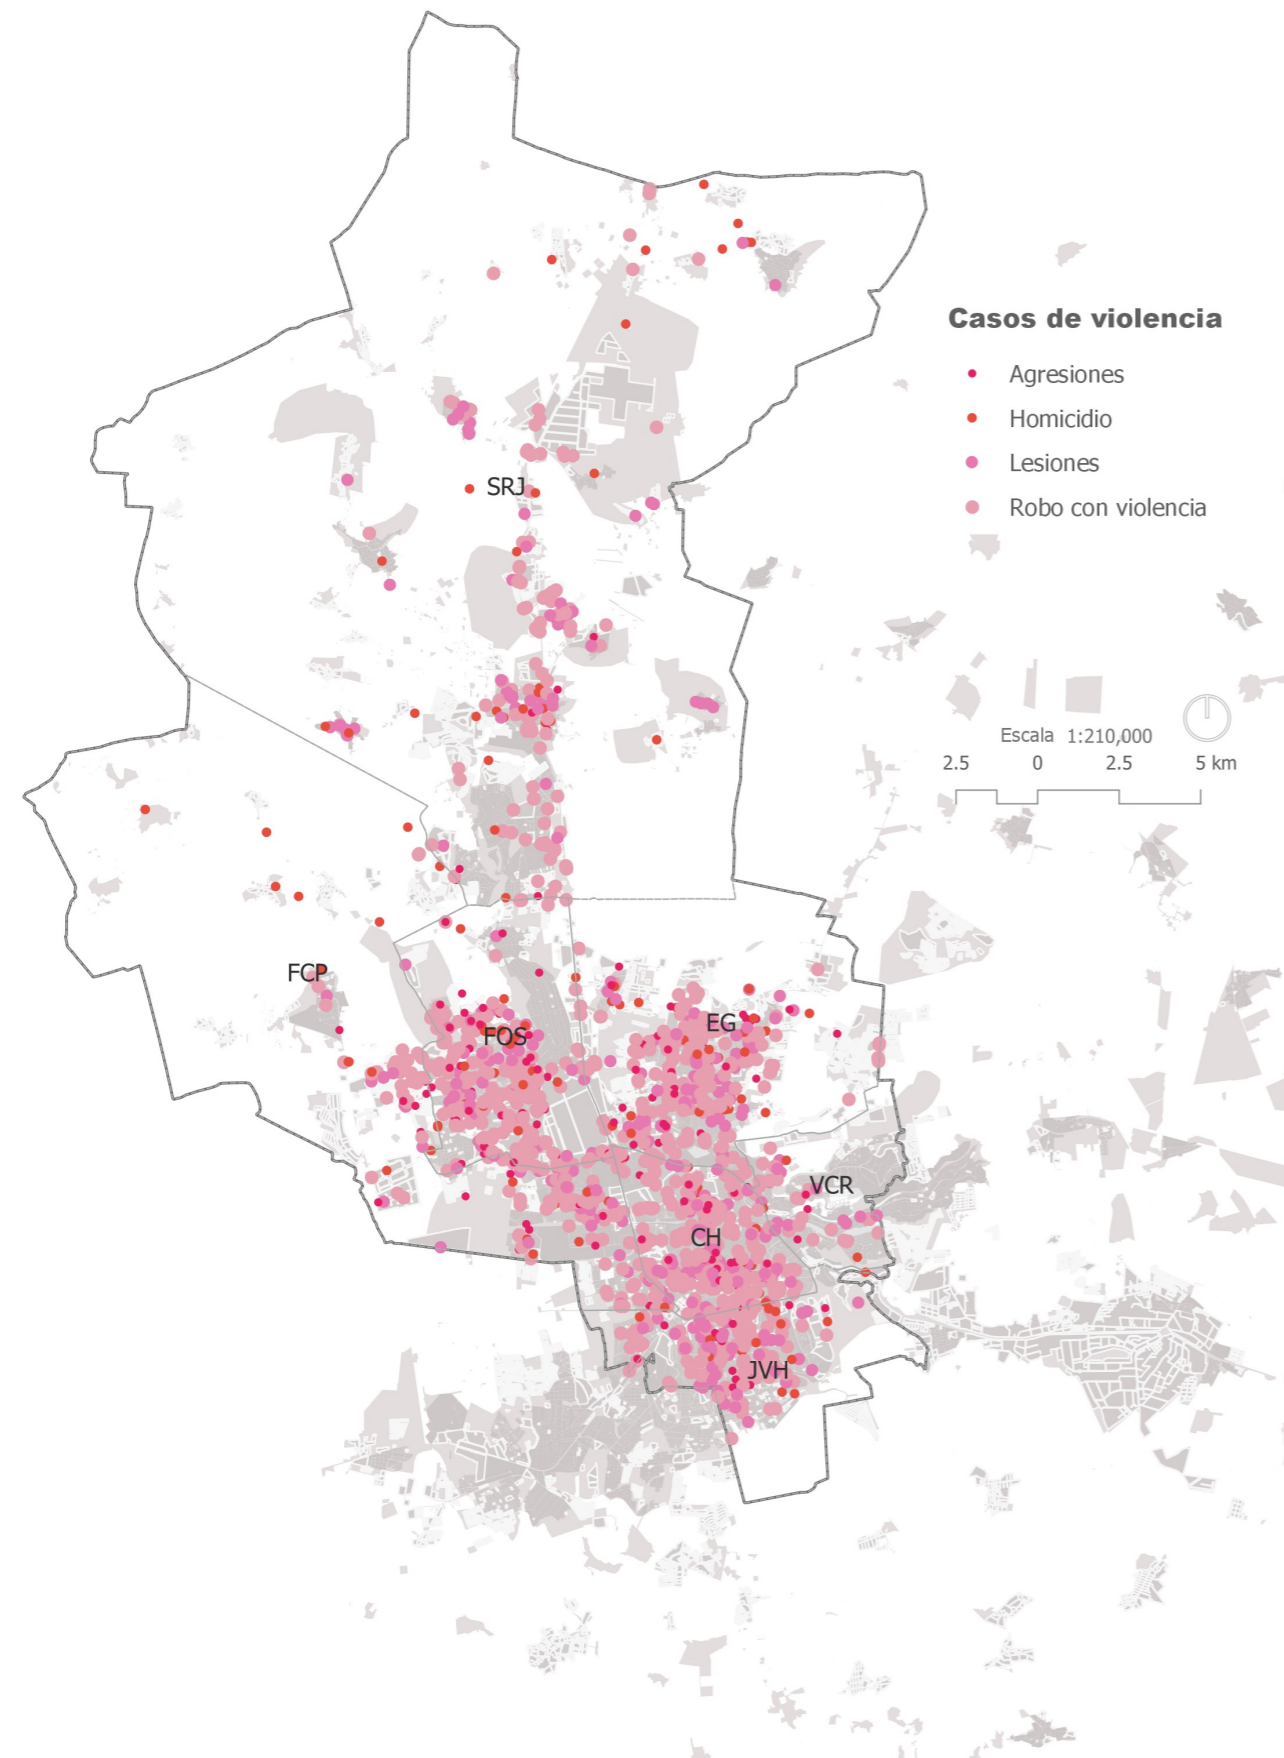 Casos de violencia
Agresiones
Homicidio
Lesiones
Robo con violencia
SRJ
Escala 1:210,000
2.5 0 2.5 5 km
FCP
EG
FOS
VCR
CH
JVH